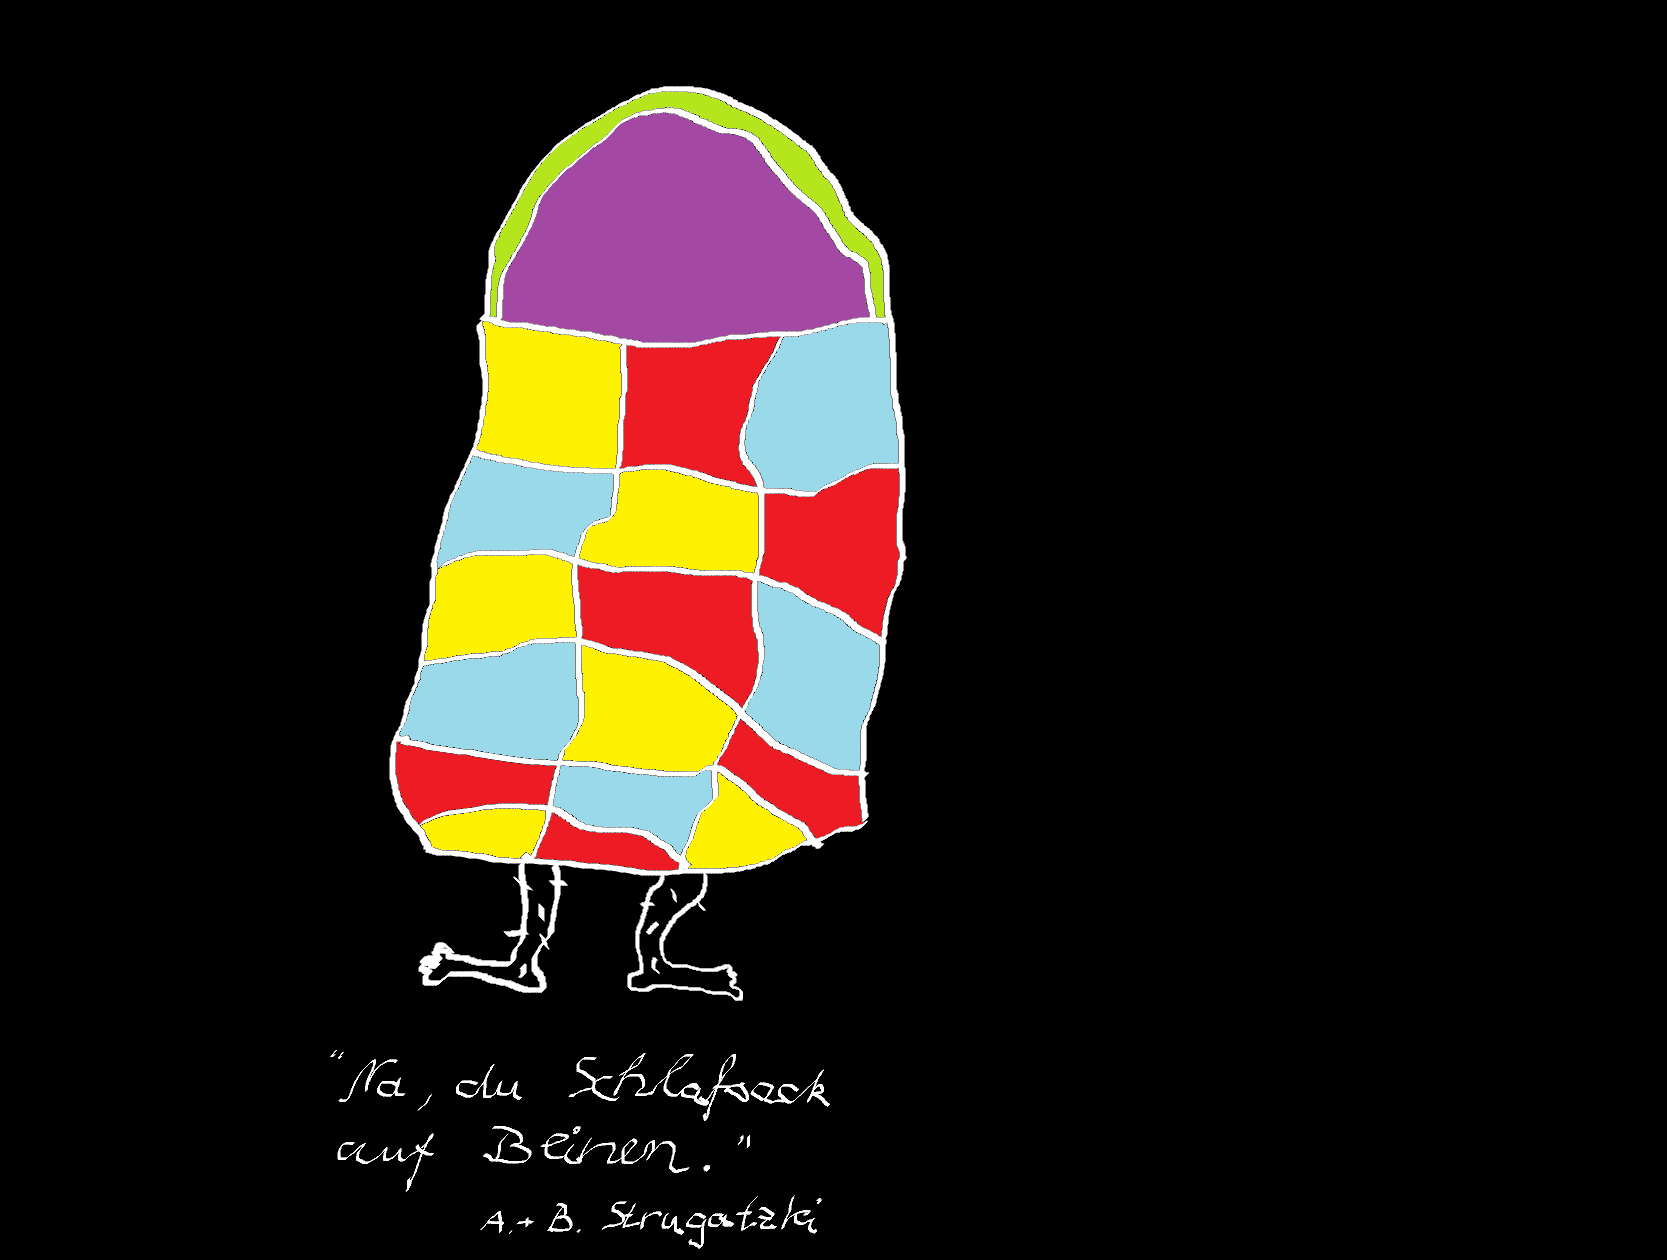 "Na, du Schlafsack
auf Beinen."
A.+ B. Strugatzki